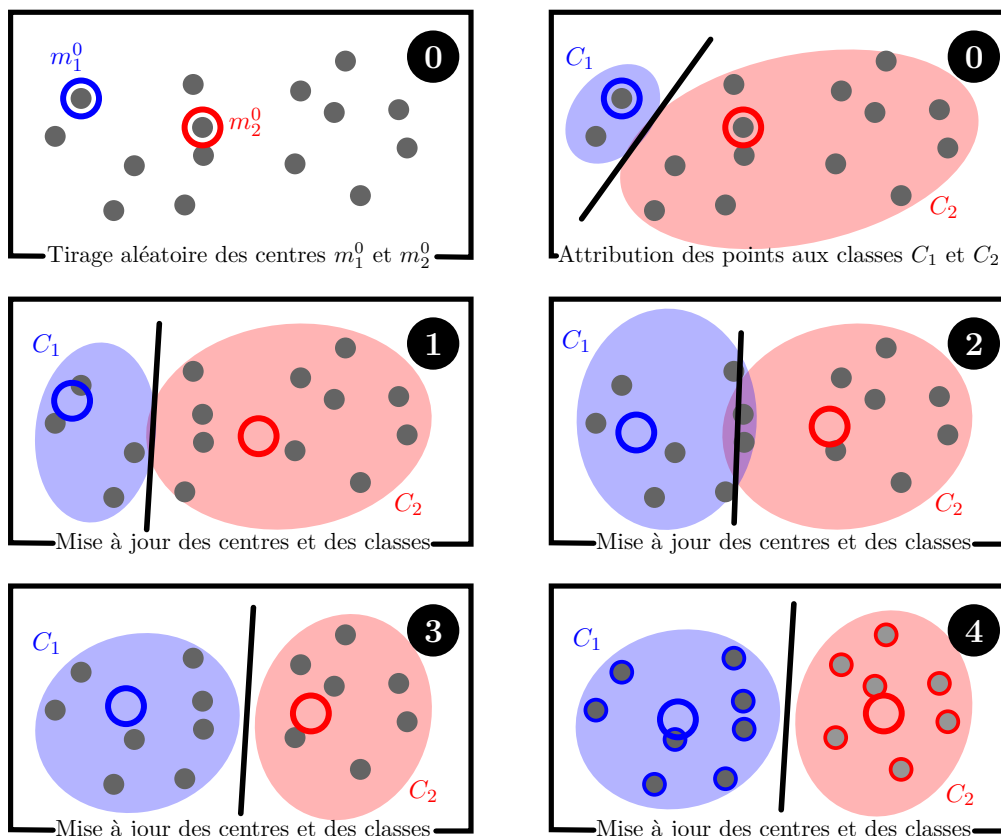 0
$m_1^0$
$m_2^0$
Tirage aléatoire des centres $m_1^0$ et $m_2^0$
0
$C_1$
$C_2$
Attribution des points aux classes $C_1$ et $C_2$
1
$C_1$
$C_2$
Mise à jour des centres et des classes
2
$C_1$
$C_2$
Mise à jour des centres et des classes
3
$C_1$
$C_2$
Mise à jour des centres et des classes
4
$C_1$
$C_2$
Mise à jour des centres et des classes